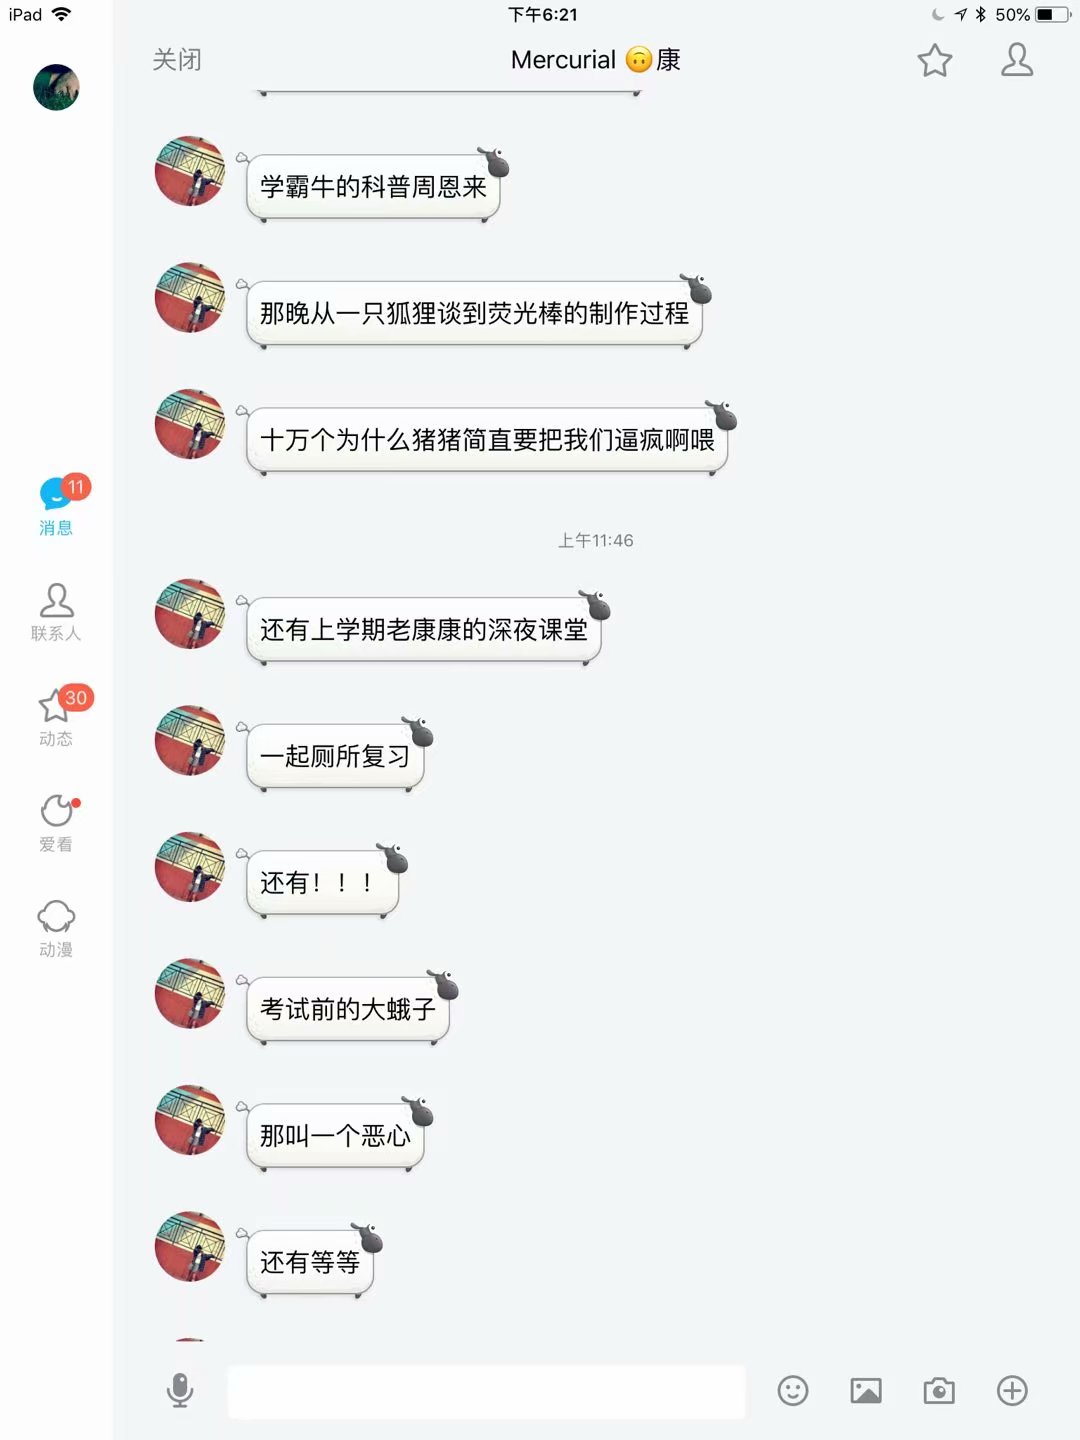 iPad 下午6:21 50%
关闭 Mercurial 🙃康
学霸牛的科普周恩来
那晚从一只狐狸谈到荧光棒的制作过程
十万个为什么猪猪简直要把我们逼疯啊喂
11
消息
上午11:46
联系人
还有上学期老康康的深夜课堂
30
动态
一起厕所复习
爱看
还有！！！
动漫
考试前的大蛾子
那叫一个恶心
还有等等